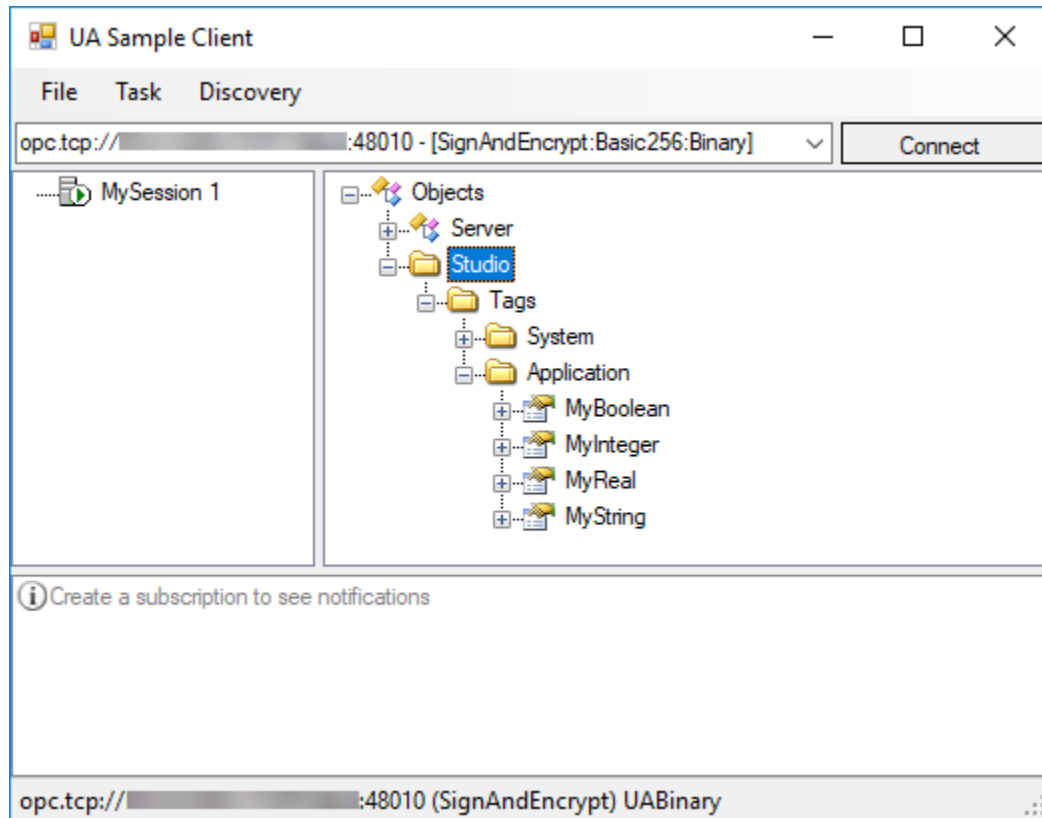 UA Sample Client
File Task Discovery
opc.tcp:// :48010 - [SignAndEncrypt:Basic256:Binary] Connect
MySession 1
Objects
Server
Studio
Tags
System
Application
MyBoolean
MyInteger
MyReal
MyString
Create a subscription to see notifications
opc.tcp:// :48010 (SignAndEncrypt) UABinary